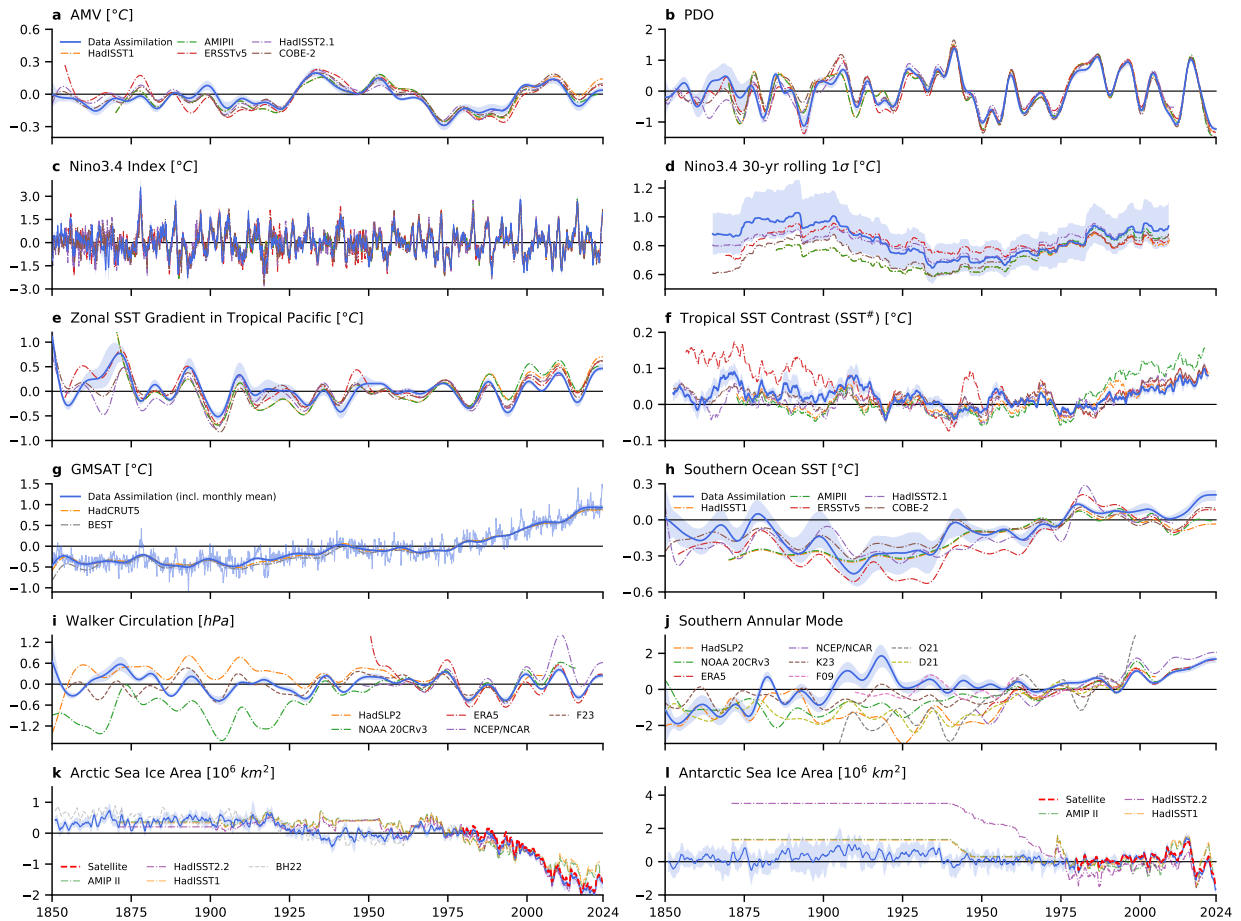 a AMV [°C]
0.6
0.3
0.0
−0.3
Data Assimilation
HadISST1
AMIPII
ERSSTv5
HadISST2.1
COBE-2
b PDO
2
1
0
−1
c Nino3.4 Index [°C]
3.0
1.5
0.0
−1.5
−3.0
d Nino3.4 30-yr rolling 1σ [°C]
1.2
1.0
0.8
0.6
e Zonal SST Gradient in Tropical Pacific [°C]
1.0
0.5
0.0
−0.5
−1.0
f Tropical SST Contrast (SST#) [°C]
0.2
0.1
0.0
−0.1
g GMSAT [°C]
1.5
1.0
0.5
0.0
−0.5
−1.0
Data Assimilation (incl. monthly mean)
HadCRUT5
BEST
h Southern Ocean SST [°C]
0.3
0.0
−0.3
−0.6
Data Assimilation
HadISST1
AMIPII
ERSSTv5
HadISST2.1
COBE-2
i Walker Circulation [hPa]
1.2
0.6
0.0
−0.6
−1.2
HadSLP2
NOAA 20CRv3
ERA5
NCEP/NCAR
F23
j Southern Annular Mode
2
0
−2
HadSLP2
NOAA 20CRv3
ERA5
NCEP/NCAR
K23
F09
O21
D21
k Arctic Sea Ice Area [10⁶ km²]
1
0
−1
−2
Satellite
AMIP II
HadISST2.2
HadISST1
BH22
1850
1875
1900
1925
1950
1975
2000
2024
l Antarctic Sea Ice Area [10⁶ km²]
4
2
0
−2
Satellite
AMIP II
HadISST2.2
HadISST1
1850
1875
1900
1925
1950
1975
2000
2024